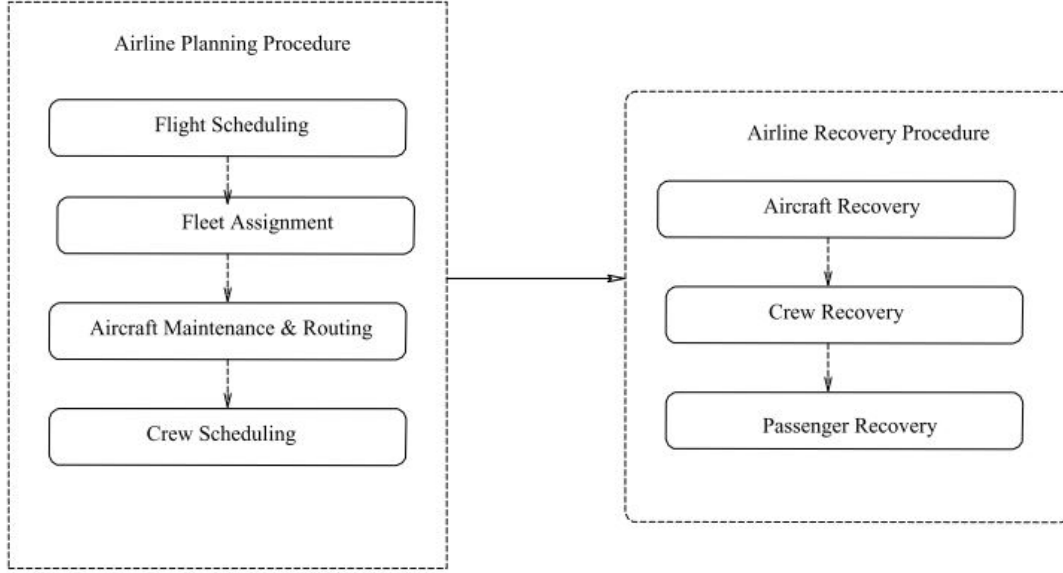 Airline Planning Procedure
Flight Scheduling
Fleet Assignment
Aircraft Maintenance & Routing
Crew Scheduling
Airline Recovery Procedure
Aircraft Recovery
Crew Recovery
Passenger Recovery